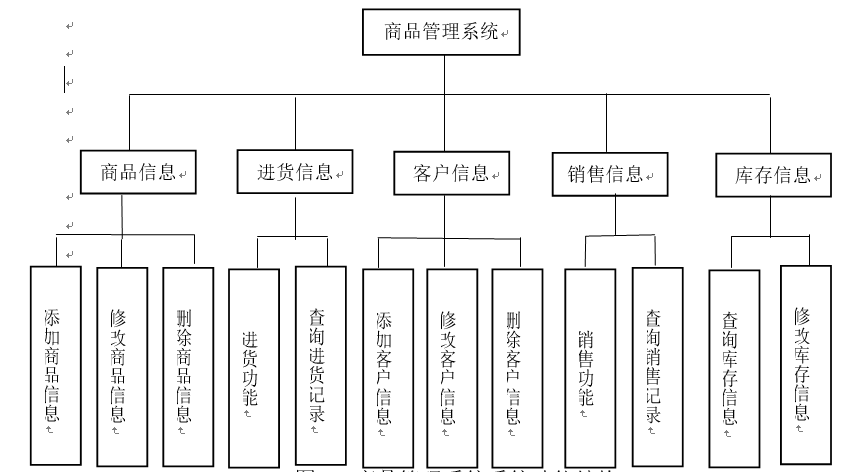 商品管理系统
商品信息
进货信息
客户信息
销售信息
库存信息
添加商品信息
修改商品信息
删除商品信息
进货功能
查询进货记录
添加客户信息
修改客户信息
删除客户信息
销售功能
查询销售记录
查询库存信息
修改库存信息